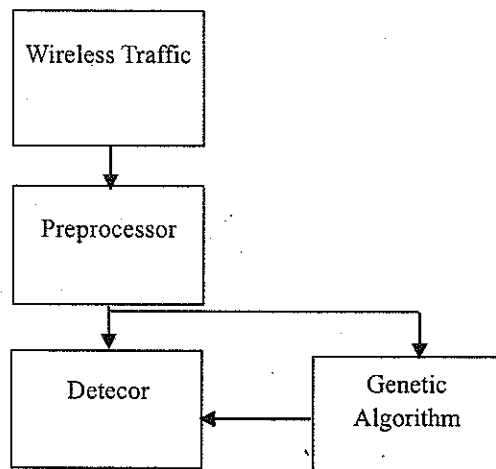 Wireless Traffic
Preprocessor
Detecor
Genetic
Algorithm